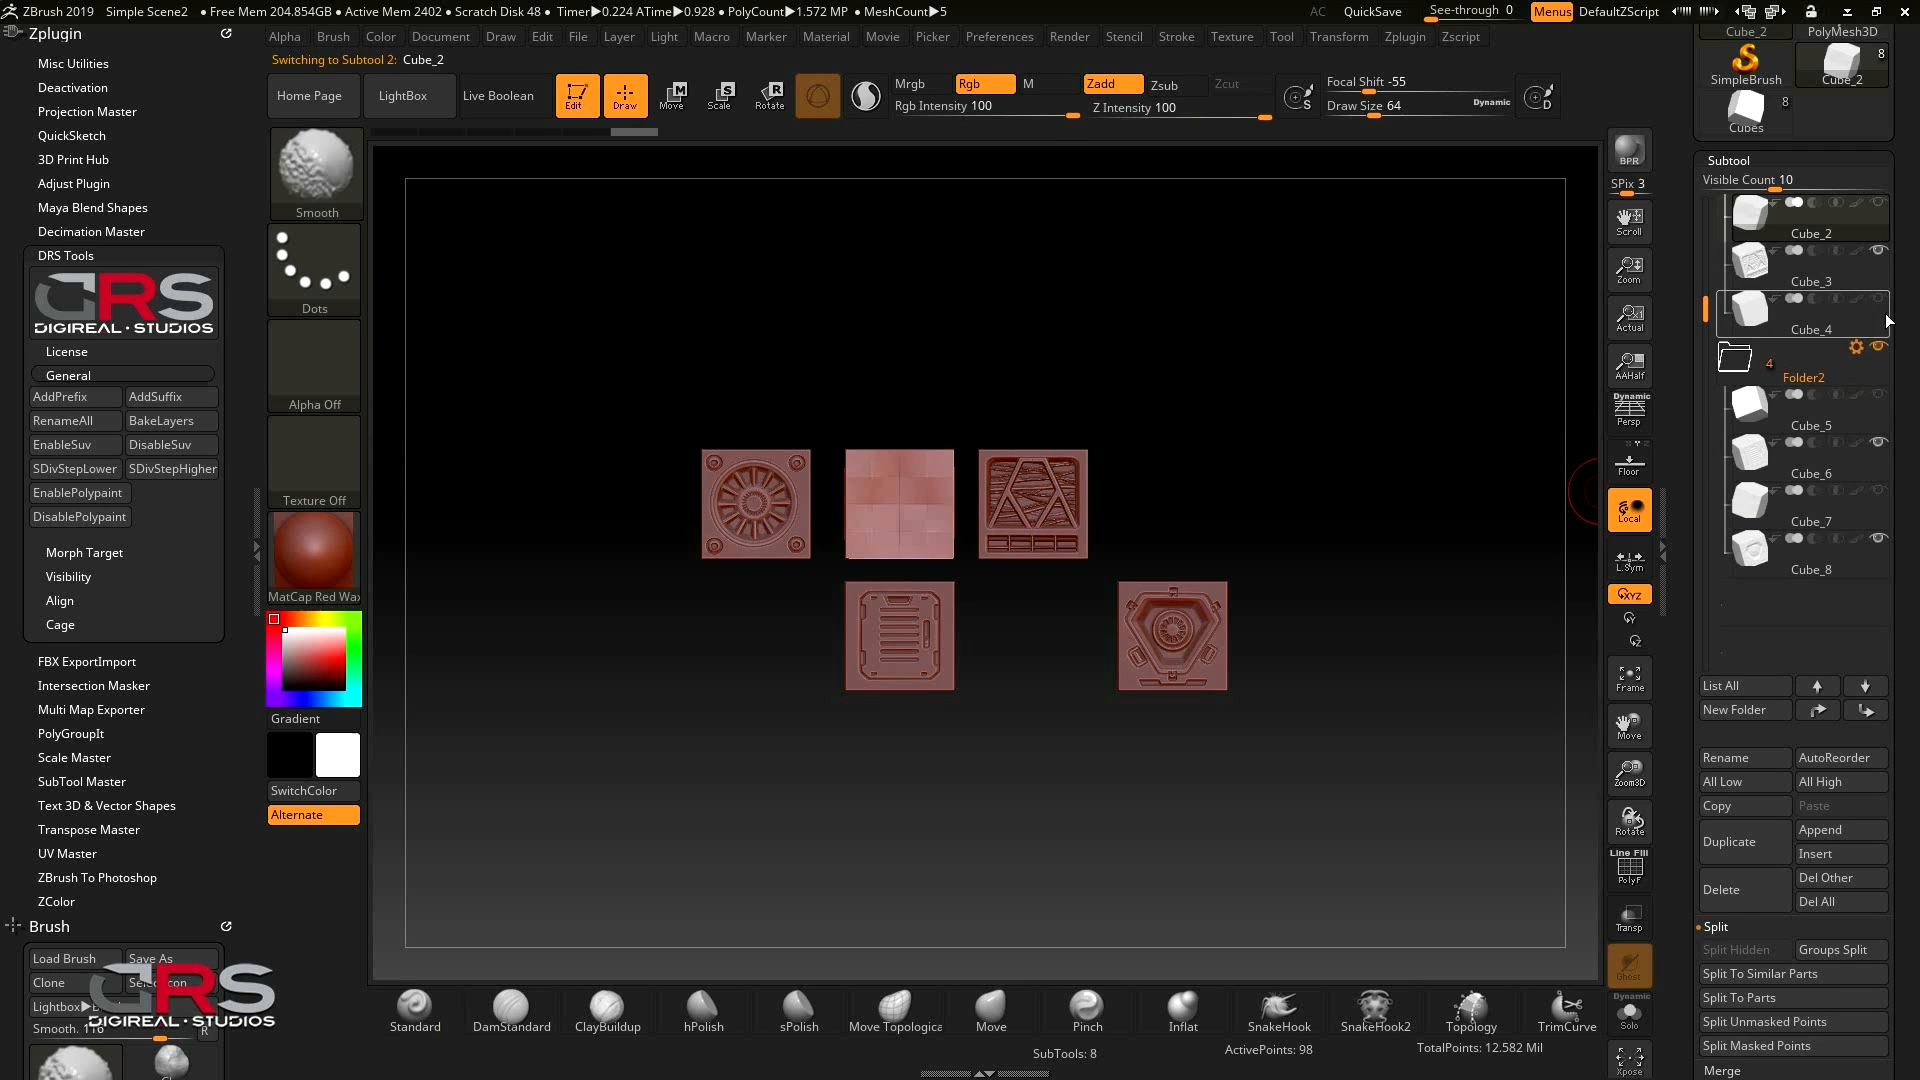 ZBrush 2019 Simple Scene2 ● Free Mem 204.854GB ● Active Mem 2402 ● Scratch Disk 48 ● Timer▶0.224 ATime▶0.928 ● PolyCount▶1.572 MP ● MeshCount▶5 AC QuickSave See-through 0 Menus DefaultZScript
Alpha Brush Color Document Draw Edit File Layer Light Macro Marker Material Movie Picker Preferences Render Stencil Stroke Texture Tool Transform Zplugin Zscript
Switching to Subtool 2: Cube_2
Home Page LightBox Live Boolean Edit Draw Move Scale Rotate
Mrgb Rgb M Zadd Zsub Zcut
Rgb Intensity 100 Z Intensity 100
Focal Shift -55
Draw Size 64 Dynamic
S D
Zplugin
Misc Utilities
Deactivation
Projection Master
QuickSketch
3D Print Hub
Adjust Plugin
Maya Blend Shapes
Decimation Master
DRS Tools
DRS
DIGIREAL·STUDIOS
License
General
AddPrefix AddSuffix
RenameAll BakeLayers
EnableSuv DisableSuv
SDivStepLower SDivStepHigher
EnablePolypaint
DisablePolypaint
Morph Target
Visibility
Align
Cage
FBX ExportImport
Intersection Masker
Multi Map Exporter
PolyGroupIt
Scale Master
SubTool Master
Text 3D & Vector Shapes
Transpose Master
UV Master
ZBrush To Photoshop
ZColor
Brush
Load Brush Save As
Clone
Lightbox▶
DRS
DIGIREAL·STUDIOS
R
Smooth
Dots
Alpha Off
Texture Off
MatCap Red Wax
Gradient
SwitchColor
Alternate
BPR
SPix 3
Scroll
Zoom
Actual
AAHalf
Dynamic
Persp
Floor
Local
L.Sym
XYZ
Frame
Move
Zoom3D
Rotate
Line Fill
PolyF
Transp
Ghost
Dynamic
Solo
Xpose
Cube_2 PolyMesh3D
SimpleBrush 8 Cube_2
8
Cubes
Subtool
Visible Count 10
Cube_2
Cube_3
Cube_4
4
Folder2
Cube_5
Cube_6
Cube_7
Cube_8
List All
New Folder
Rename AutoReorder
All Low All High
Copy Paste
Duplicate Append
Insert
Delete Del Other
Del All
Split
Split Hidden Groups Split
Split To Similar Parts
Split To Parts
Split Unmasked Points
Split Masked Points
Merge
Standard DamStandard ClayBuildup hPolish sPolish Move Topologica Move Pinch Inflat SnakeHook SnakeHook2 Topology TrimCurve
SubTools: 8 ActivePoints: 98 TotalPoints: 12.582 Mil